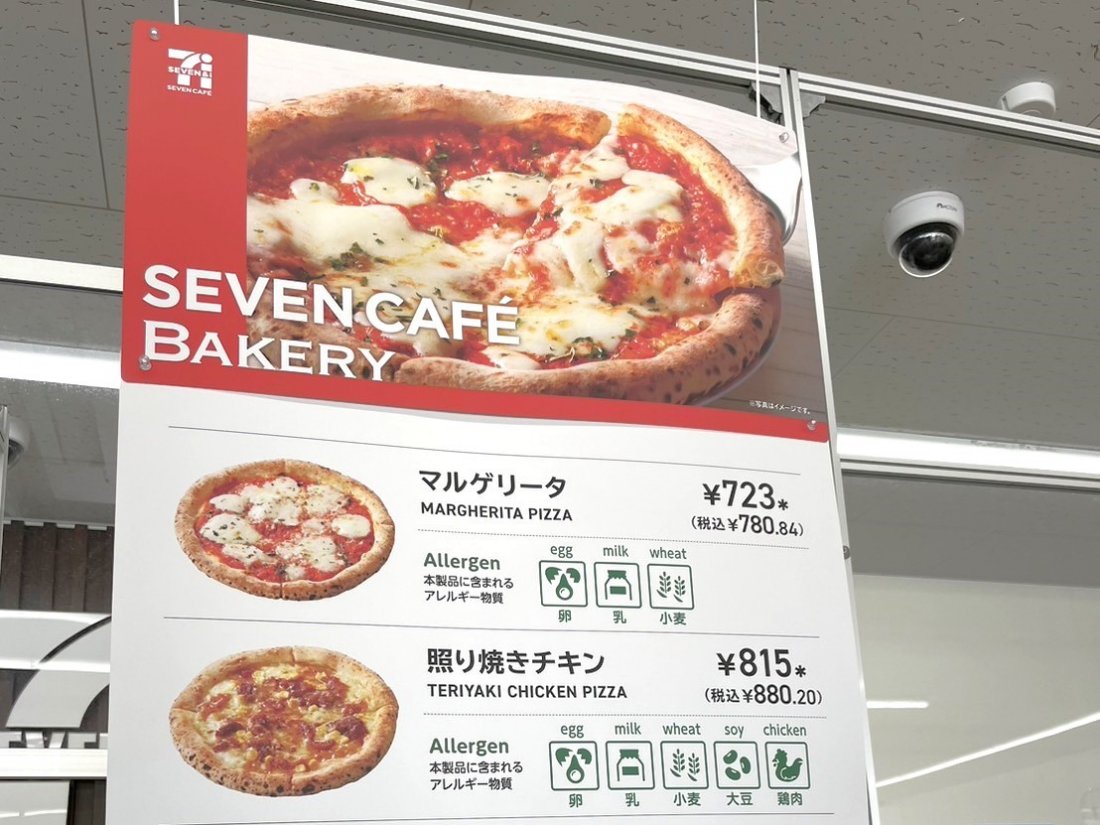 SEVEN & i
SEVEN CAFÉ
SEVEN CAFÉ
BAKERY
※写真はイメージです。
マルゲリータ
MARGHERITA PIZZA
¥723*
(税込¥780.84)
Allergen
本製品に含まれる
アレルギー物質
egg milk wheat
卵 乳 小麦
照り焼きチキン
TERIYAKI CHICKEN PIZZA
¥815*
(税込¥880.20)
Allergen
本製品に含まれる
アレルギー物質
egg milk wheat soy chicken
卵 乳 小麦 大豆 鶏肉